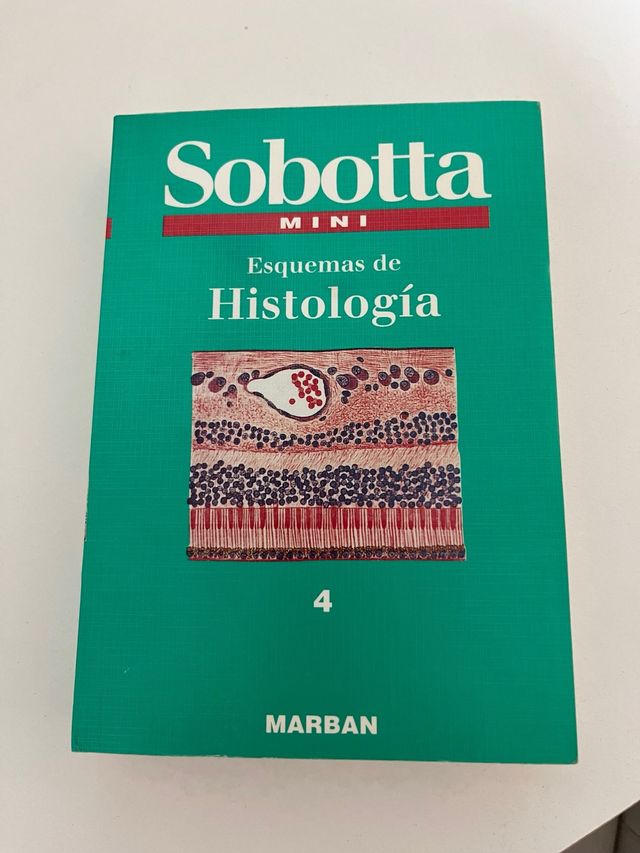 Sobotta
MINI
Esquemas de
Histología
4
MARBAN